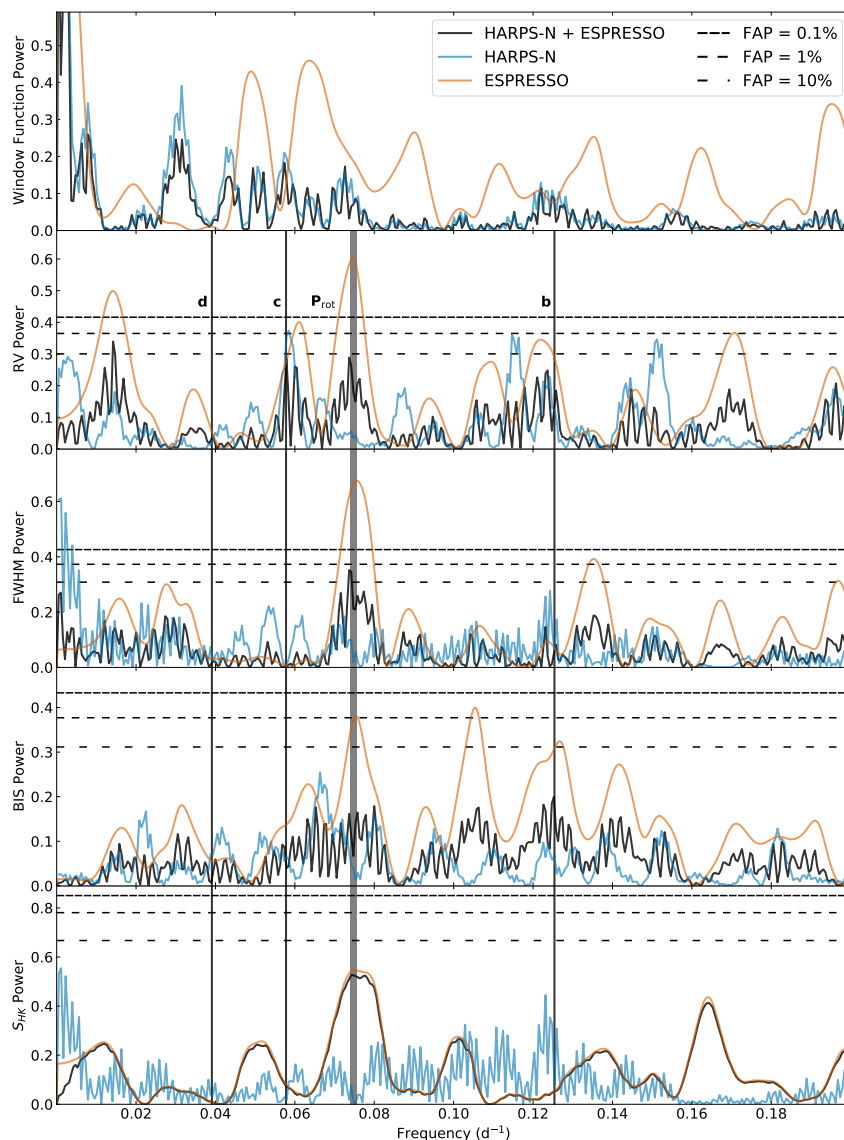 HARPS-N + ESPRESSO
HARPS-N
ESPRESSO
FAP = 0.1%
FAP = 1%
FAP = 10%
Window Function Power
0.5
0.4
0.3
0.2
0.1
0.0
RV Power
0.6
0.5
0.4
0.3
0.2
0.1
0.0
d
c
P_rot
b
FWHM Power
0.6
0.4
0.2
0.0
BIS Power
0.4
0.3
0.2
0.1
0.0
S_HK Power
0.8
0.6
0.4
0.2
0.0
0.02 0.04 0.06 0.08 0.10 0.12 0.14 0.16 0.18
Frequency (d⁻¹)